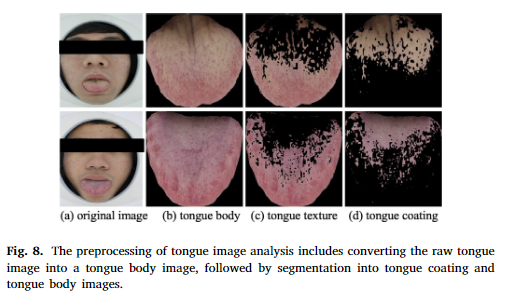 (a) original image (b) tongue body (c) tongue texture (d) tongue coating
Fig. 8. The preprocessing of tongue image analysis includes converting the raw tongue
image into a tongue body image, followed by segmentation into tongue coating and
tongue body images.